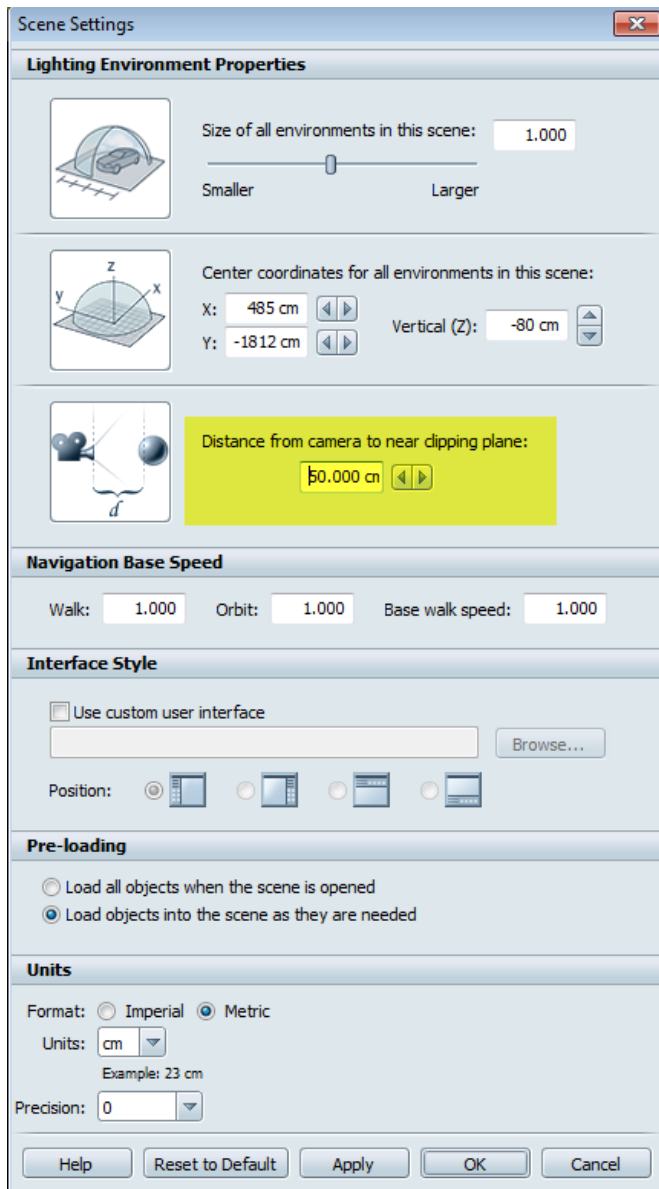 Scene Settings
Lighting Environment Properties
Size of all environments in this scene: 1.000
Smaller Larger
z
y x
Center coordinates for all environments in this scene:
X: 485 cm
Vertical (Z): -80 cm
Y: -1812 cm
Distance from camera to near clipping plane:
50.000 cm
d
Navigation Base Speed
Walk: 1.000 Orbit: 1.000 Base walk speed: 1.000
Interface Style
Use custom user interface
Browse...
Position:
Pre-loading
Load all objects when the scene is opened
Load objects into the scene as they are needed
Units
Format: Imperial Metric
Units: cm
Example: 23 cm
Precision: 0
Help Reset to Default Apply OK Cancel